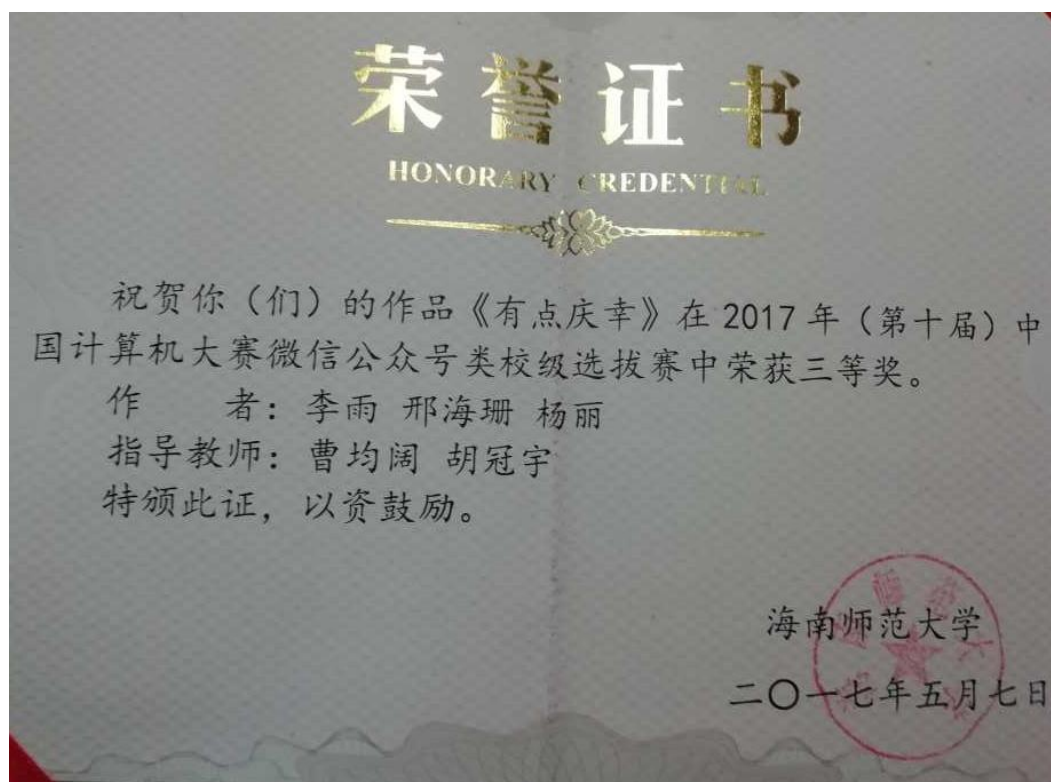 荣誉证书
HONORARY CREDENTIAL
祝贺你（们）的作品《有点庆幸》在2017年（第十届）中
国计算机大赛微信公众号类校级选拔赛中荣获三等奖。
作 者：李雨 邢海珊 杨丽
指导教师：曹均阔 胡冠宇
特颁此证，以资鼓励。
海南师范大学
二〇一七年五月七日